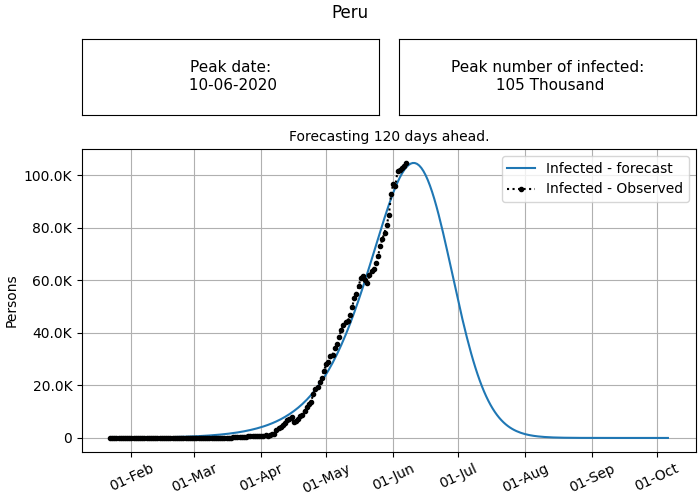 Peru
Peak date:
10-06-2020
Peak number of infected:
105 Thousand
Forecasting 120 days ahead.
Infected - forecast
Infected - Observed
100.0K
80.0K
60.0K
40.0K
20.0K
0
Persons
01-Feb
01-Mar
01-Apr
01-May
01-Jun
01-Jul
01-Aug
01-Sep
01-Oct